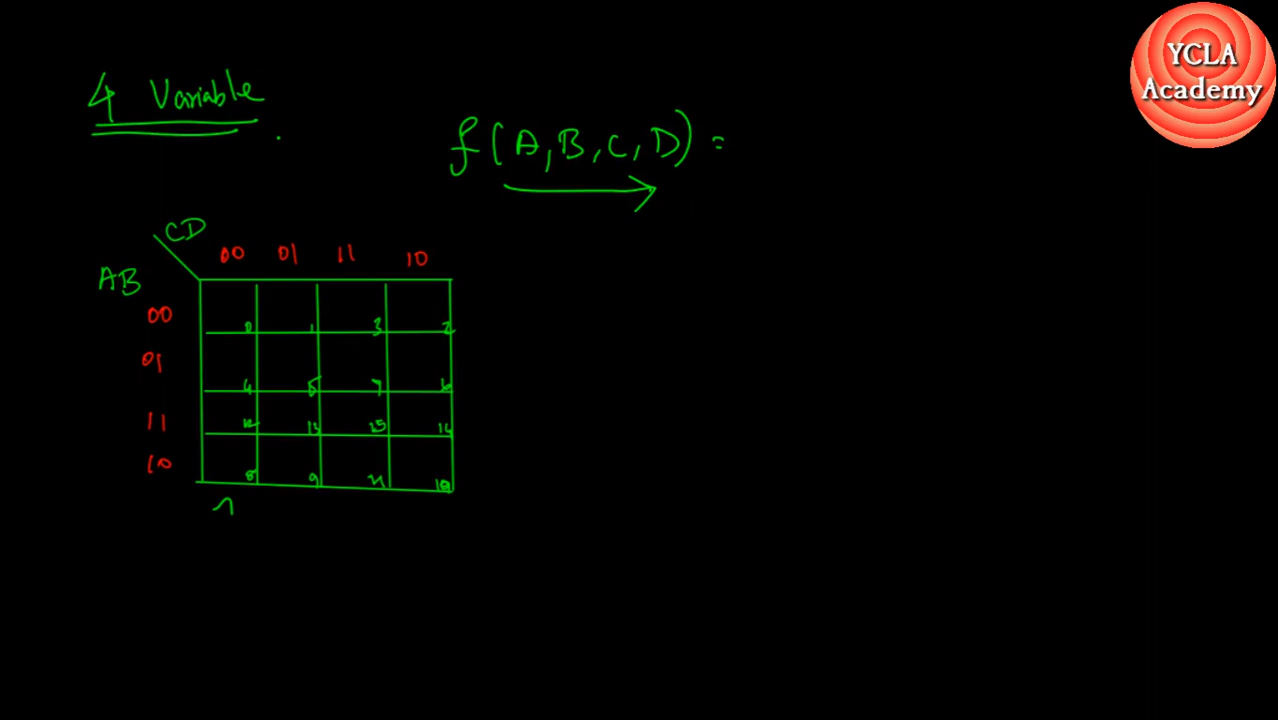 YCLA
Academy
4 Variable
f(A,B,C,D) =
CD
00 01 11 10
AB
00
0 1 3 2
01
4 5 7 6
11
12 13 15 14
10
8 9 11 10